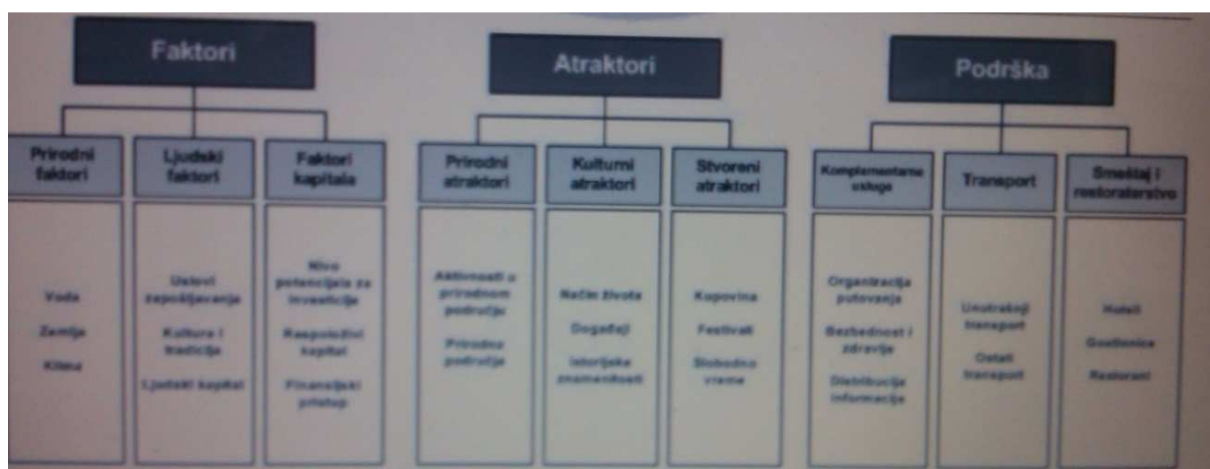 Faktori
Prirodni
faktori
Ljudski
faktori
Faktori
kapitala
Voda
Zemlja
Klima
Uslovi
zapošljavanja
Kultura i
tradicija
Ljudski kapital
Nivo
potencijala za
investicije
Raspoloživi
kapital
Finansijski
pristup
Atraktori
Prirodni
atraktori
Kulturni
atraktori
Stvoreni
atraktori
Aktivnosti u
prirodnom
području
Prirodno
područje
Način života
Događaji
Istorijske
znamenitosti
Kupovina
Festivali
Slobodno
vreme
Podrška
Komplementarne
usluge
Transport
Smeštaj i
restoraterstvo
Organizacija
putovanja
Bezbednost i
zdravlje
Distribucija
informacija
Unutrašnji
transport
Ostali
transport
Hoteli
Gostionice
Restorani